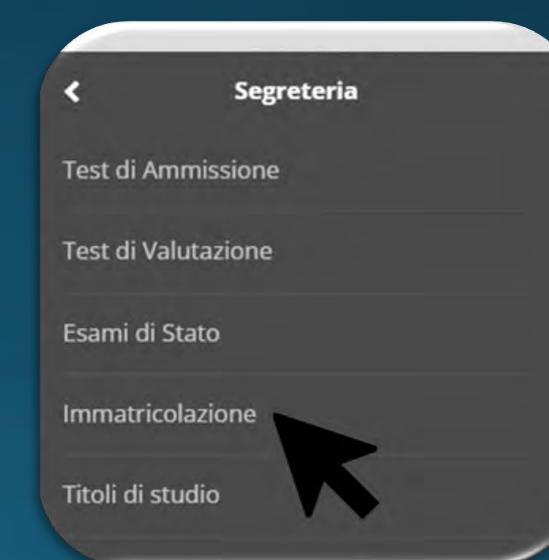 Segreteria
Test di Ammissione
Test di Valutazione
Esami di Stato
Immatricolazione
Titoli di studio